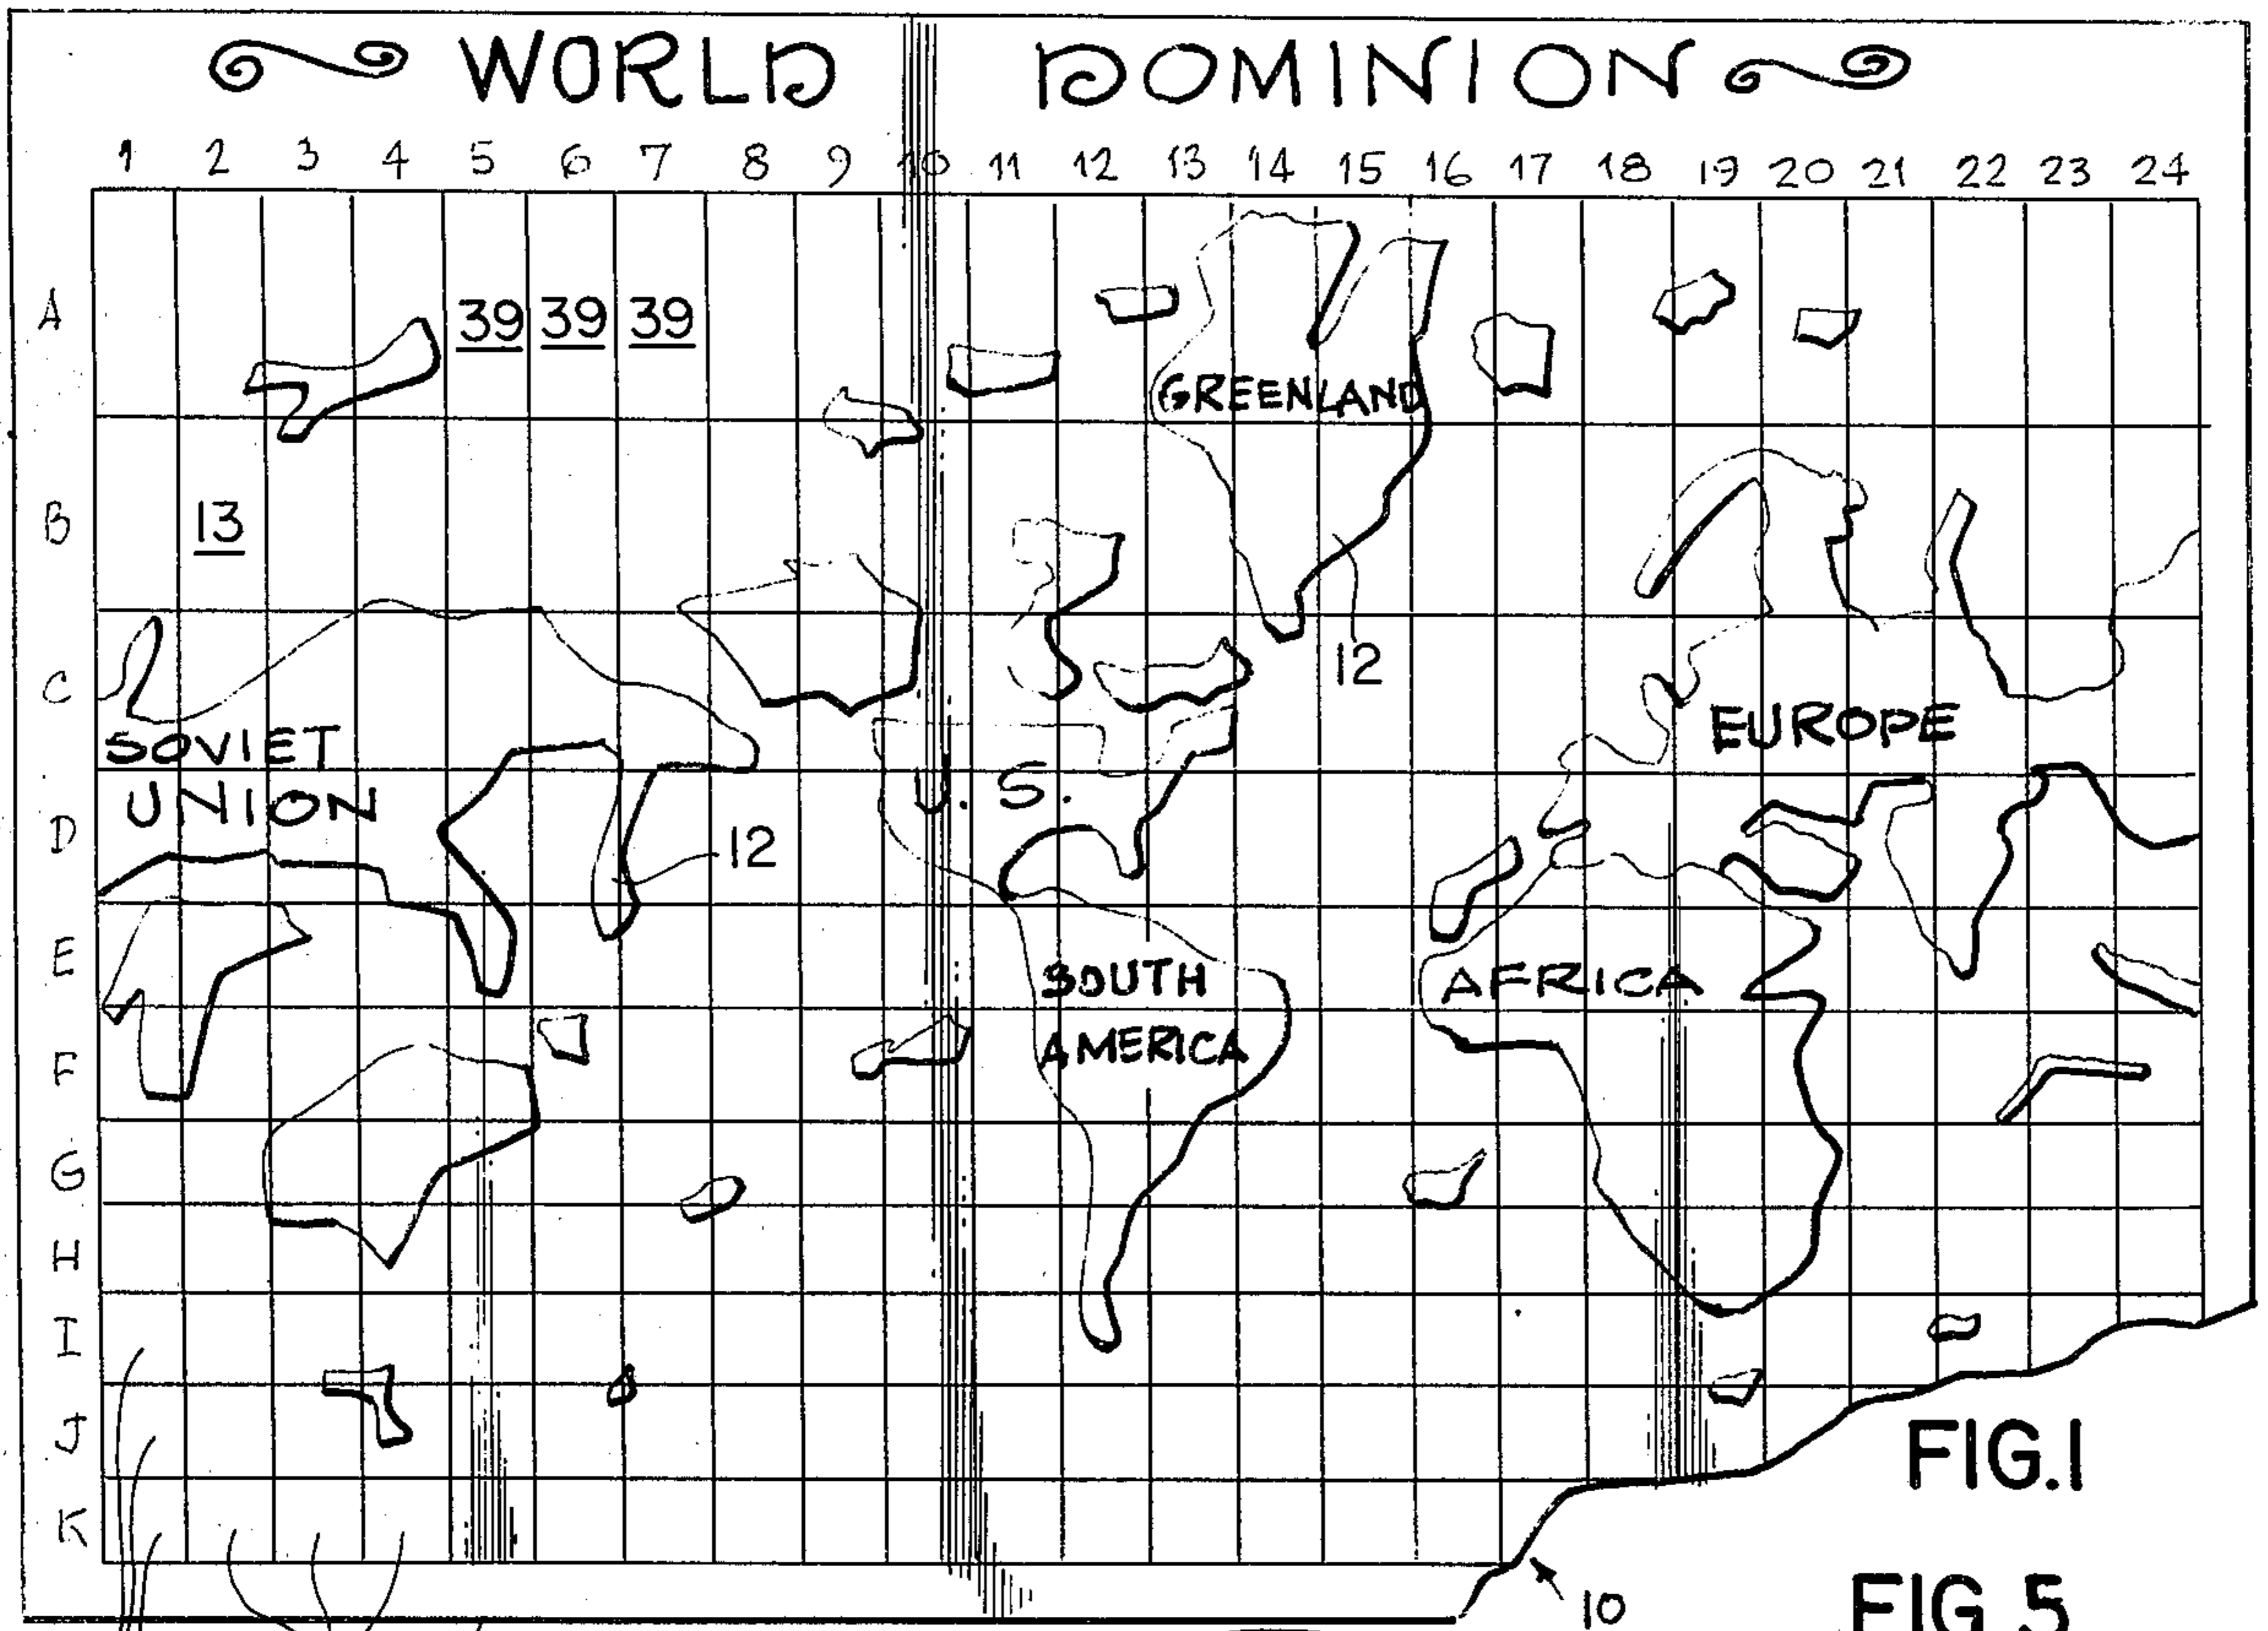 WORLD DOMINION
1 2 3 4 5 6 7 8 9 10 11 12 13 14 15 16 17 18 19 20 21 22 23 24
A
39 39 39
GREENLAND
B
13
12
C
EUROPE
SOVIET
UNION
U. S.
D
12
E
SOUTH
AFRICA
AMERICA
F
G
H
I
J
FIG.1
K
10
FIG.5